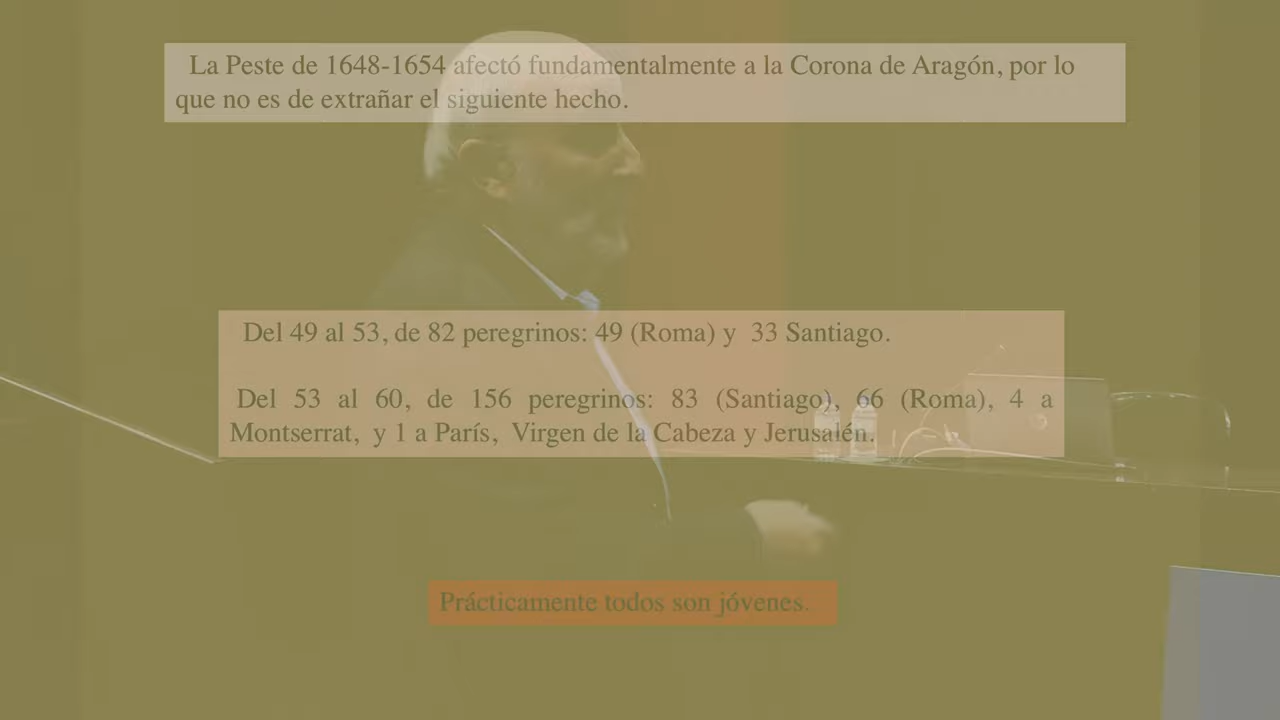 La Peste de 1648-1654 afectó fundamentalmente a la Corona de Aragón, por lo
que no es de extrañar el siguiente hecho.
Del 49 al 53, de 82 peregrinos: 49 (Roma) y 33 Santiago.
Del 53 al 60, de 156 peregrinos: 83 (Santiago), 66 (Roma), 4 a
Montserrat, y 1 a París, Virgen de la Cabeza y Jerusalén.
Prácticamente todos son jóvenes.